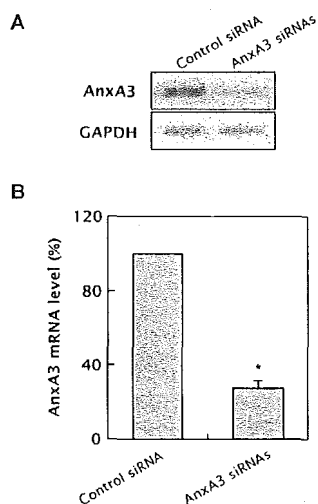 A
Control siRNA
AnxA3 siRNAs
AnxA3
GAPDH
B
AnxA3 mRNA level (%)
120
80
40
0
*
Control siRNA
AnxA3 siRNAs